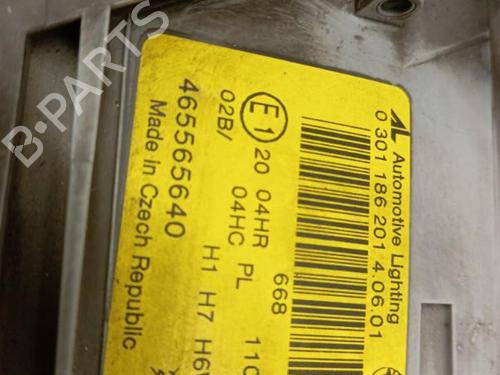 AL Automotive Lighting
0 301 186 201 4.06.01
E1 20 04HR 668
02B/ 04HC PL 110
H1 H7 H6W
465565640
Made in Czech Republic
B-PARTS